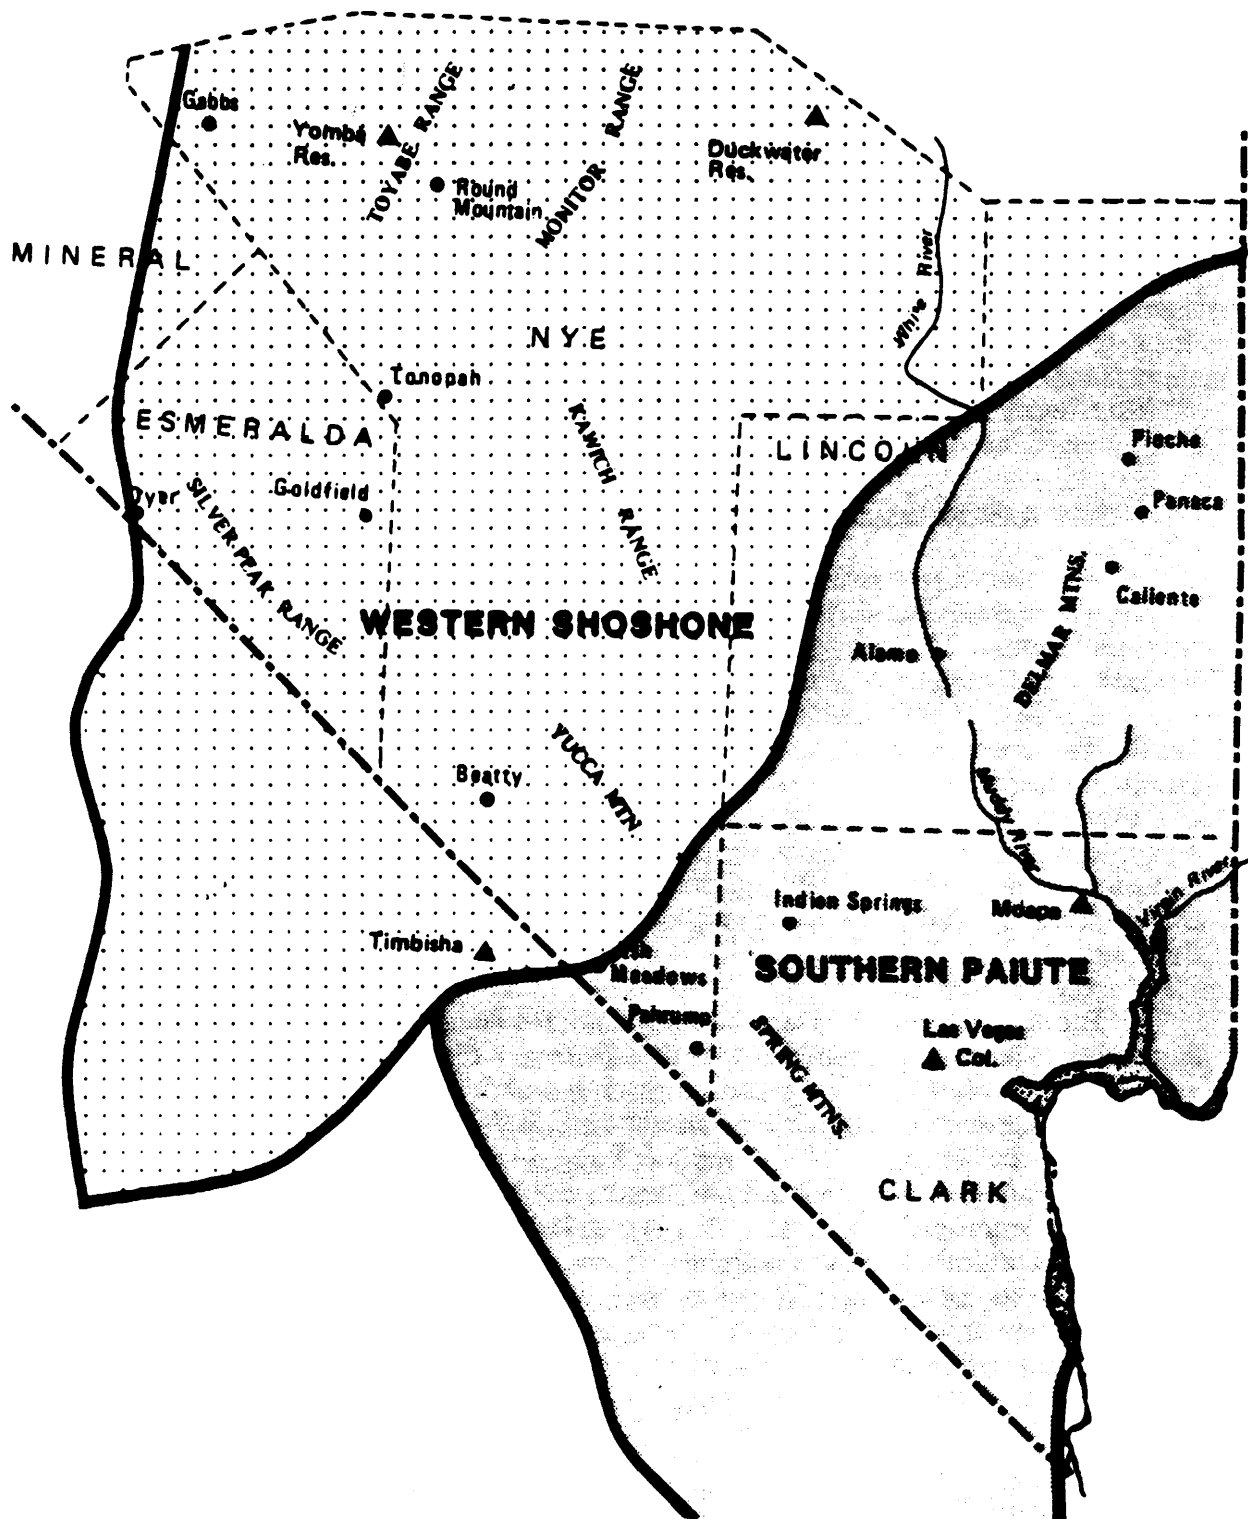 Gabbs
Yomba
Res.
TOYABE RANGE
MONITOR RANGE
Duckwater
Res.
Round
Mountain
MINERAL
White River
NYE
Tonopah
ESMERALDA
KAWICH RANGE
LINCOLN
Pioche
Dyer
SILVER PEAK RANGE
Goldfield
Panaca
DELMAR MTNS.
Caliente
WESTERN SHOSHONE
Alamo
Beatty
YUCCA MTN
Muddy River
Virgin River
Indian Springs
Moapa
Timbisha
Meadows
SOUTHERN PAIUTE
Pahrump
SPRING MTNS.
Las Vegas
Col.
CLARK